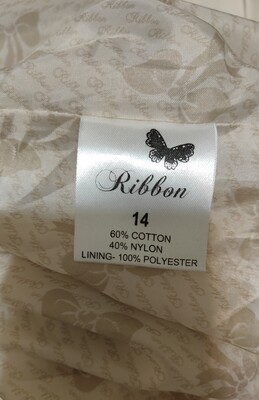 Ribbon
14
60% COTTON
40% NYLON
LINING- 100% POLYESTER